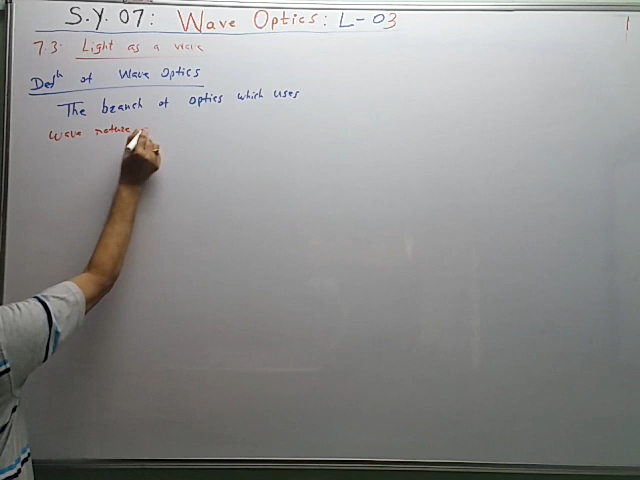 S.Y. 07: Wave Optics: L-03
7.3. Light as a wave
Defⁿ of Wave Optics
The branch of optics which uses
Wave nature